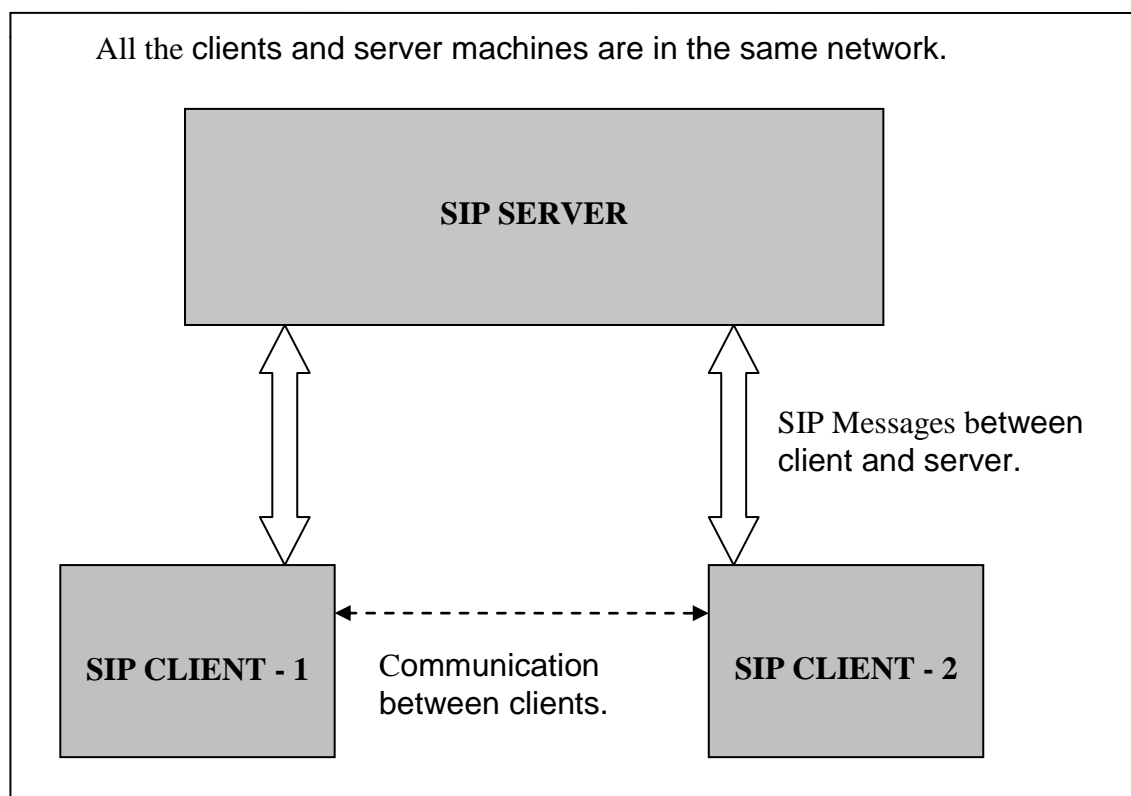 All the clients and server machines are in the same network.
SIP SERVER
SIP Messages between
client and server.
SIP CLIENT - 1
Communication
between clients.
SIP CLIENT - 2